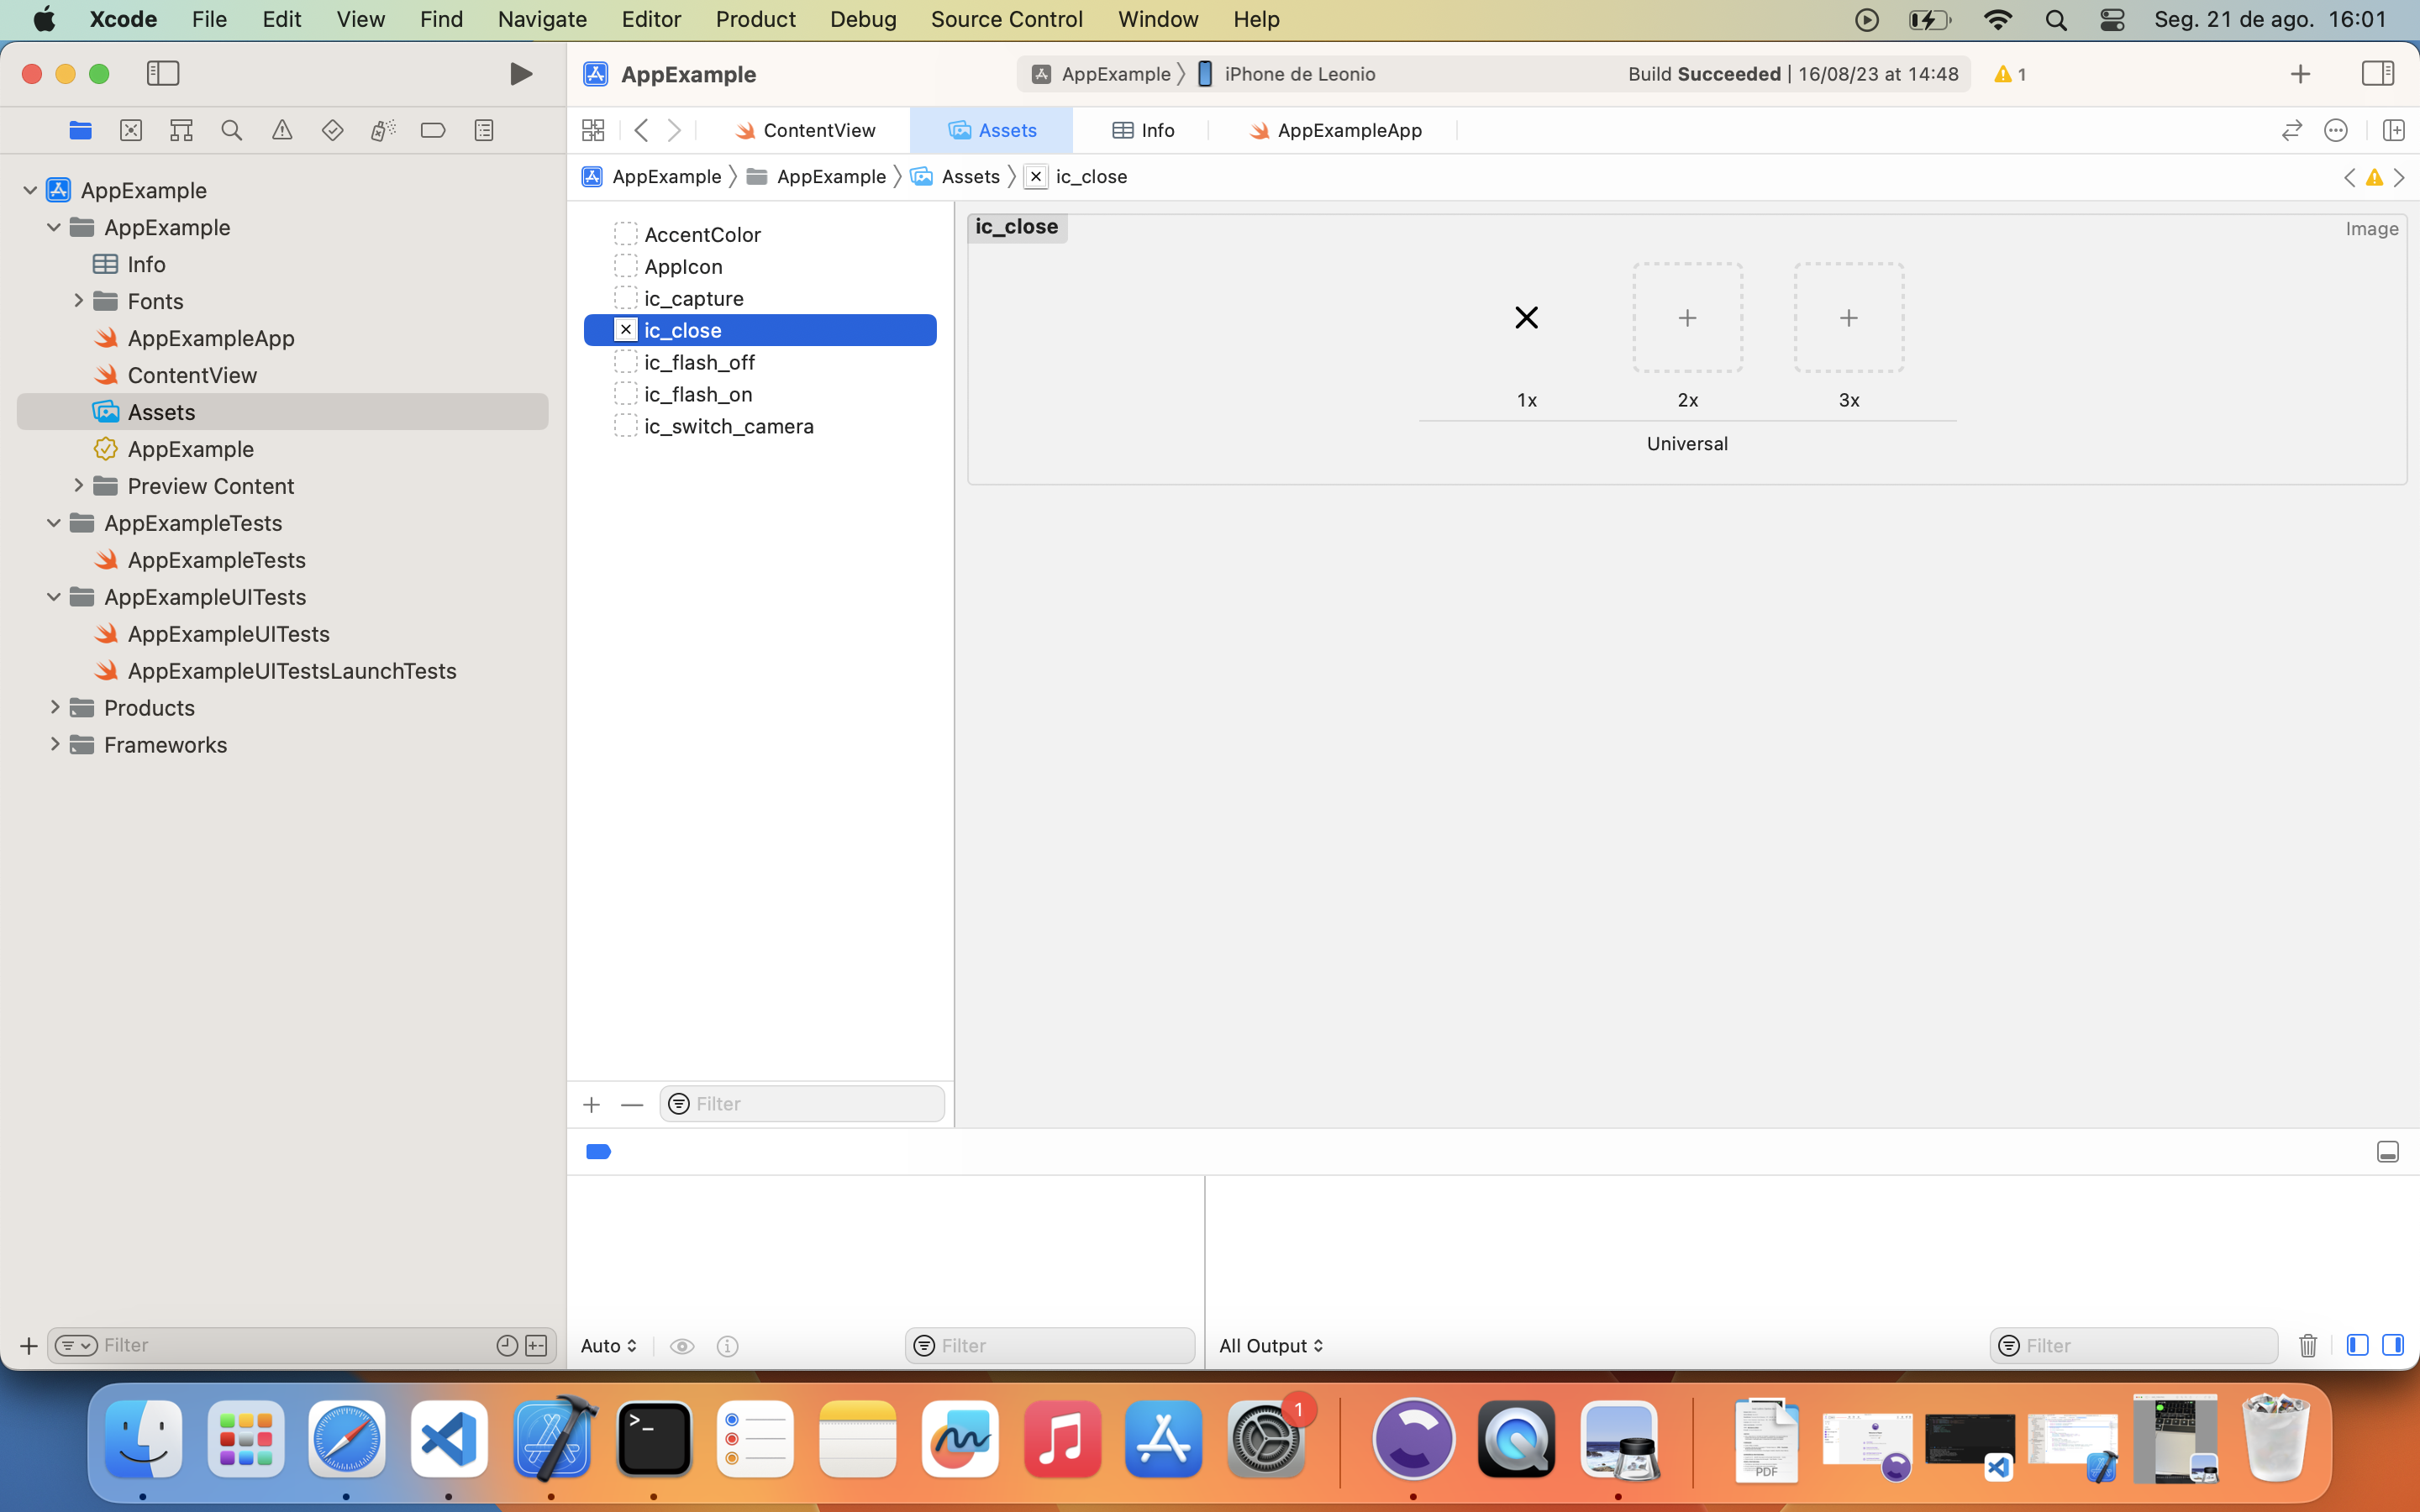 Xcode File Edit View Find Navigate Editor Product Debug Source Control Window Help Seg. 21 de ago. 16:01
AppExample AppExample iPhone de Leonio Build Succeeded | 16/08/23 at 14:48 1
ContentView Assets Info AppExampleApp
AppExample AppExample Assets ic_close
AppExample
AppExample
Info
Fonts
AppExampleApp
ContentView
Assets
AppExample
Preview Content
AppExampleTests
AppExampleTests
AppExampleUITests
AppExampleUITests
AppExampleUITestsLaunchTests
Products
Frameworks
Filter
AccentColor
AppIcon
ic_capture
ic_close
ic_flash_off
ic_flash_on
ic_switch_camera
Filter
ic_close Image
1x 2x 3x
Universal
Auto Filter
All Output Filter
1
PDF